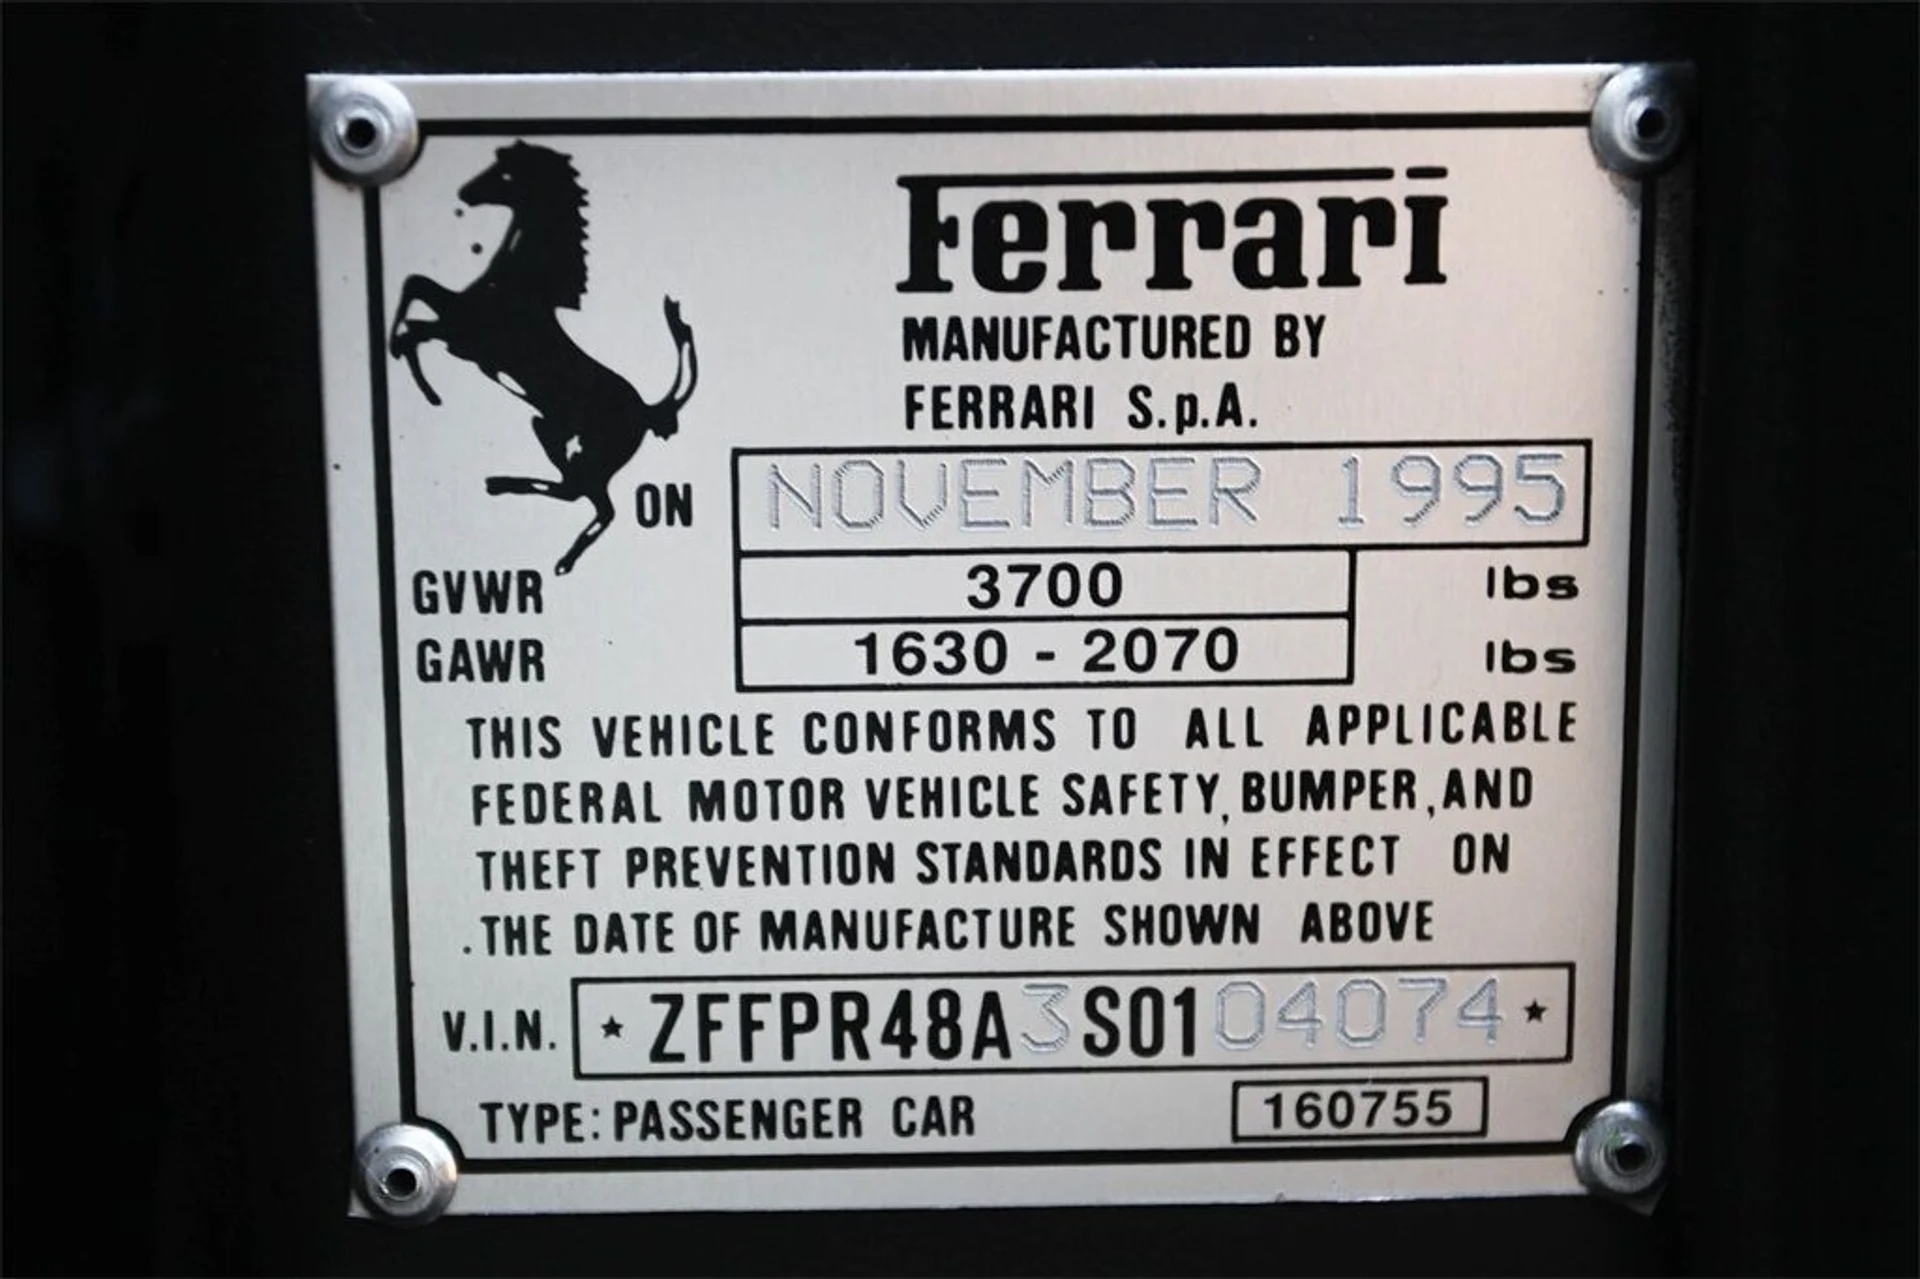 Ferrari
MANUFACTURED BY
FERRARI S.p.A.
ON NOVEMBER 1995
GVWR 3700 lbs
GAWR 1630 - 2070 lbs
THIS VEHICLE CONFORMS TO ALL APPLICABLE
FEDERAL MOTOR VEHICLE SAFETY, BUMPER, AND
THEFT PREVENTION STANDARDS IN EFFECT ON
.THE DATE OF MANUFACTURE SHOWN ABOVE
V.I.N. ★ ZFFPR48A3S0104074 ★
TYPE: PASSENGER CAR 160755